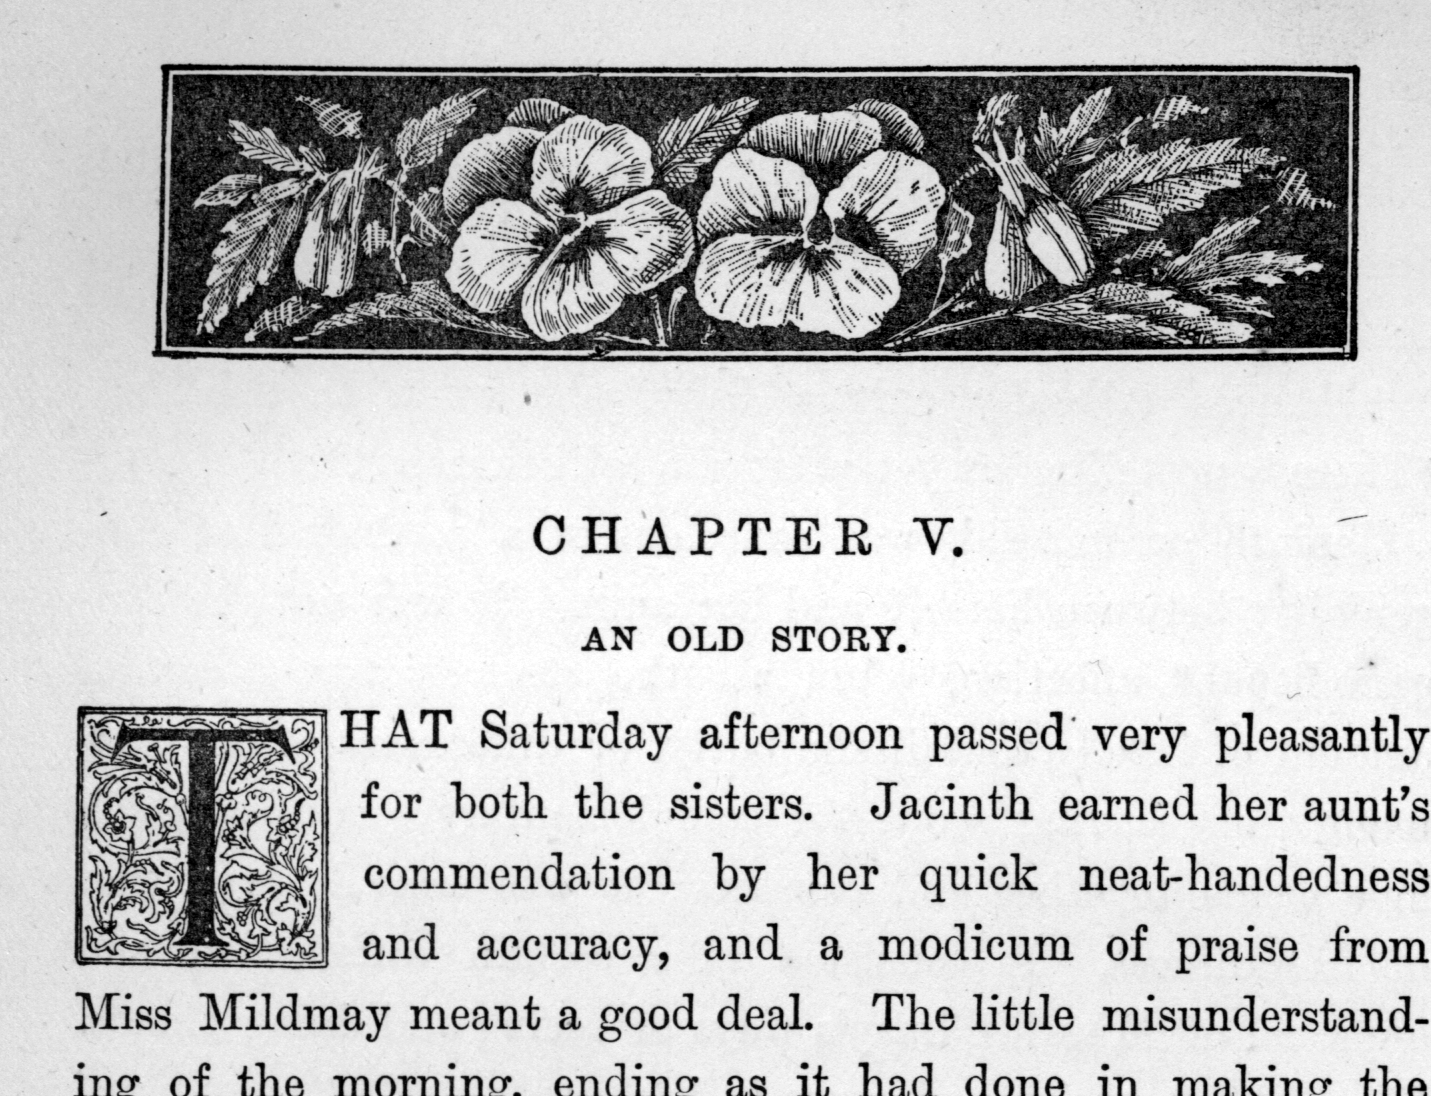 CHAPTER V.
AN OLD STORY.
THAT Saturday afternoon passed very pleasantly
for both the sisters. Jacinth earned her aunt's
commendation by her quick neat-handedness
and accuracy, and a modicum of praise from
Miss Mildmay meant a good deal. The little misunderstand-
ing of the morning, ending as it had done in making the